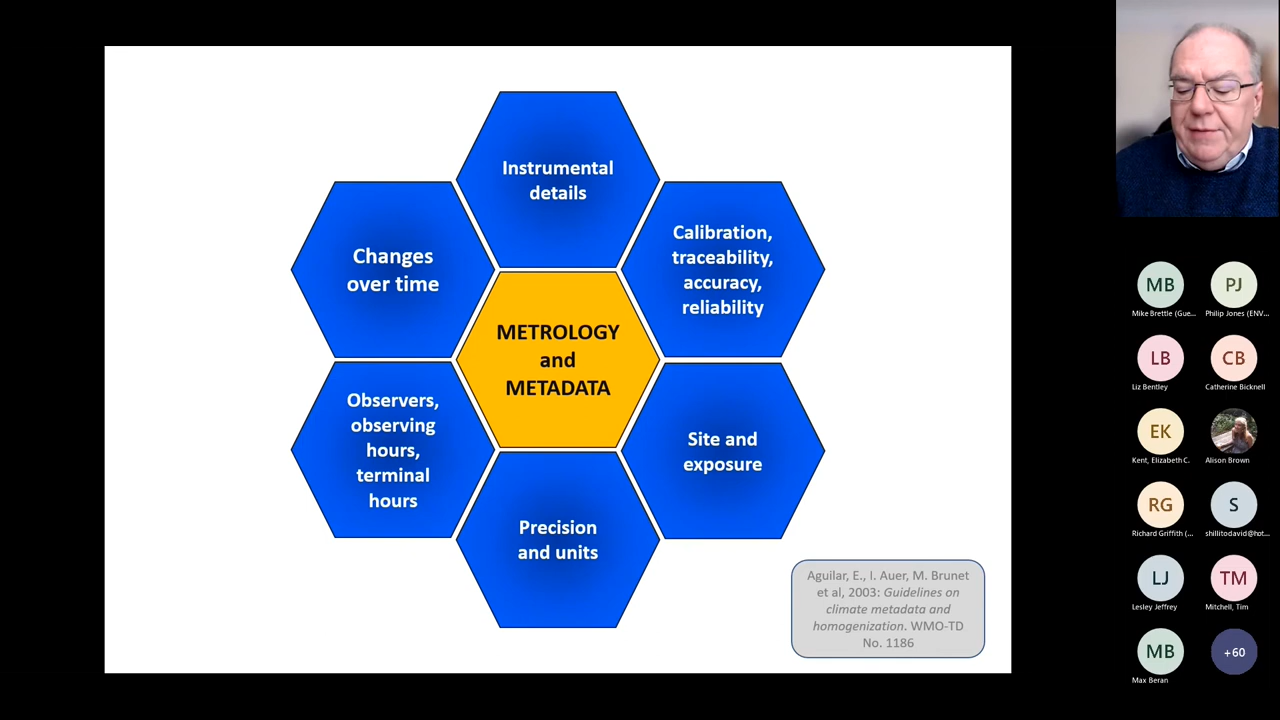 Instrumental
details
Calibration,
traceability,
accuracy,
reliability
Changes
over time
METROLOGY
and
METADATA
Observers,
observing
hours,
terminal
hours
Site and
exposure
Precision
and units
Aguilar, E., I. Auer, M. Brunet
et al, 2003: Guidelines on
climate metadata and
homogenization. WMO-TD
No. 1186
MB
Mike Brettle (Gue...
PJ
Philip Jones (ENV...
LB
Liz Bentley
CB
Catherine Bicknell
EK
Kent, Elizabeth C.
Alison Brown
RG
Richard Griffith (...
S
shillitodavid@hot...
LJ
Lesley Jeffrey
TM
Mitchell, Tim
MB
Max Beran
+60